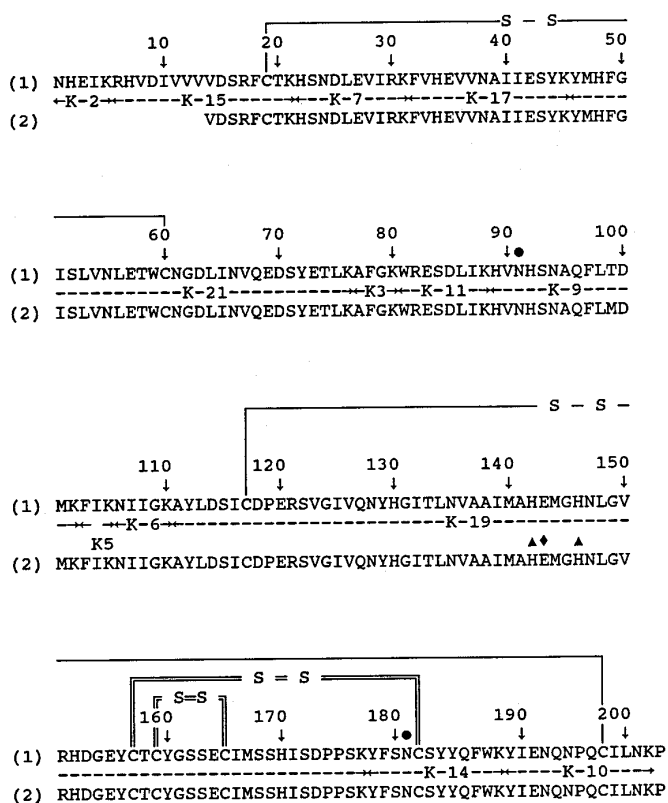 S – S
10 20 30 40 50
↓ ↓ ↓ ↓ ↓
(1) NHEIKRHVDIVVVVDSRFCTKHSNDLEVIRKFVHEVVNAIIESYKYMHFG
←K-2-----K-15--------K-7--------K-17------
(2) VDSRFCTKHSNDLEVIRKFVHEVVNAIIESYKYMHFG
60 70 80 90 ● 100
↓ ↓ ↓ ↓ ↓
(1) ISLVNLETWCNGDLINVQEDSYETLKAFGKWRESDLIKHVNHSNAQFLTD
-----------K-21------------K3---K-11-------K-9-----
(2) ISLVNLETWCNGDLINVQEDSYETLKAFGKWRESDLIKHVNHSNAQFLMD
S – S –
110 120 130 140 150
↓ ↓ ↓ ↓ ↓
(1) MKFIKNIIGKAYLDSICDPERSVGIVQNYHGITLNVAAIMAHEMGHNLGV
K-6-----------------------K-19-----------
K5 ▲♦ ▲
(2) MKFIKNIIGKAYLDSICDPERSVGIVQNYHGITLNVAAIMAHEMGHNLGV
S = S
S=S
160 170 180 ● 190 200
↓ ↓ ↓ ↓ ↓
(1) RHDGEYCTCYGSSECIMSSHISDPPSKYFSNCSYYQFWKYIENQNPQCILNKP
---------------------------K-14--------K-10----
(2) RHDGEYCTCYGSSECIMSSHISDPPSKYFSNCSYYQFWKYIENQNPQCILNKP